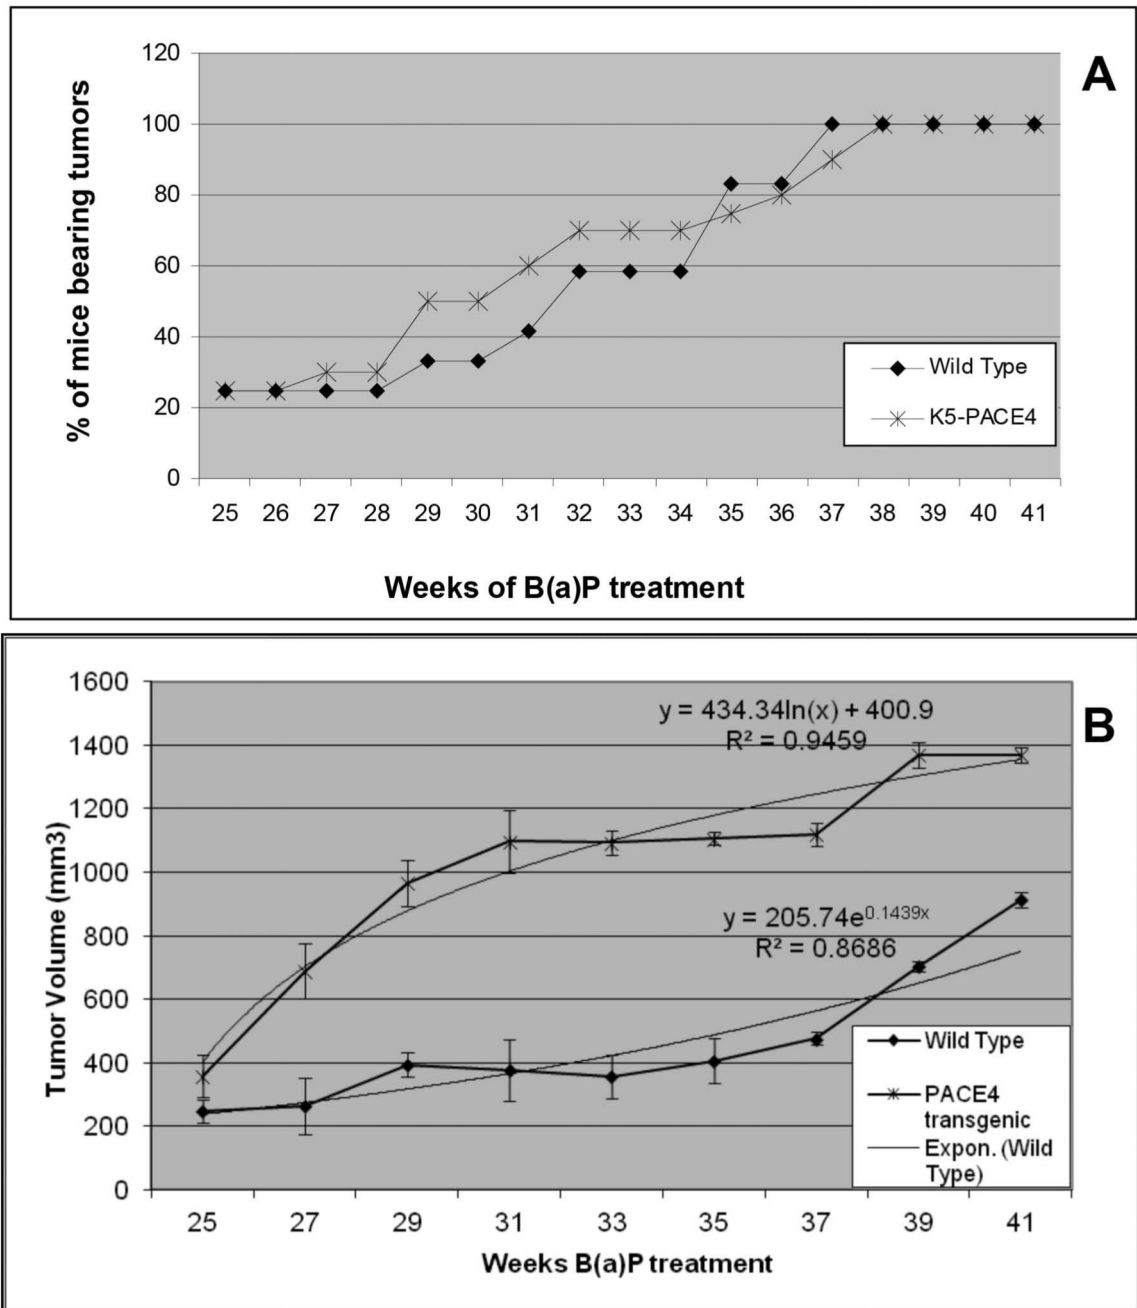 A
120
100
80
60
40
20
0
% of mice bearing tumors
Wild Type
K5-PACE4
25 26 27 28 29 30 31 32 33 34 35 36 37 38 39 40 41
Weeks of B(a)P treatment
B
1600
1400
1200
1000
800
600
400
200
0
Tumor Volume (mm3)
y = 434.34ln(x) + 400.9
R² = 0.9459
y = 205.74e^0.1439x
R² = 0.8686
Wild Type
PACE4
transgenic
Expon. (Wild
Type)
25 27 29 31 33 35 37 39 41
Weeks B(a)P treatment